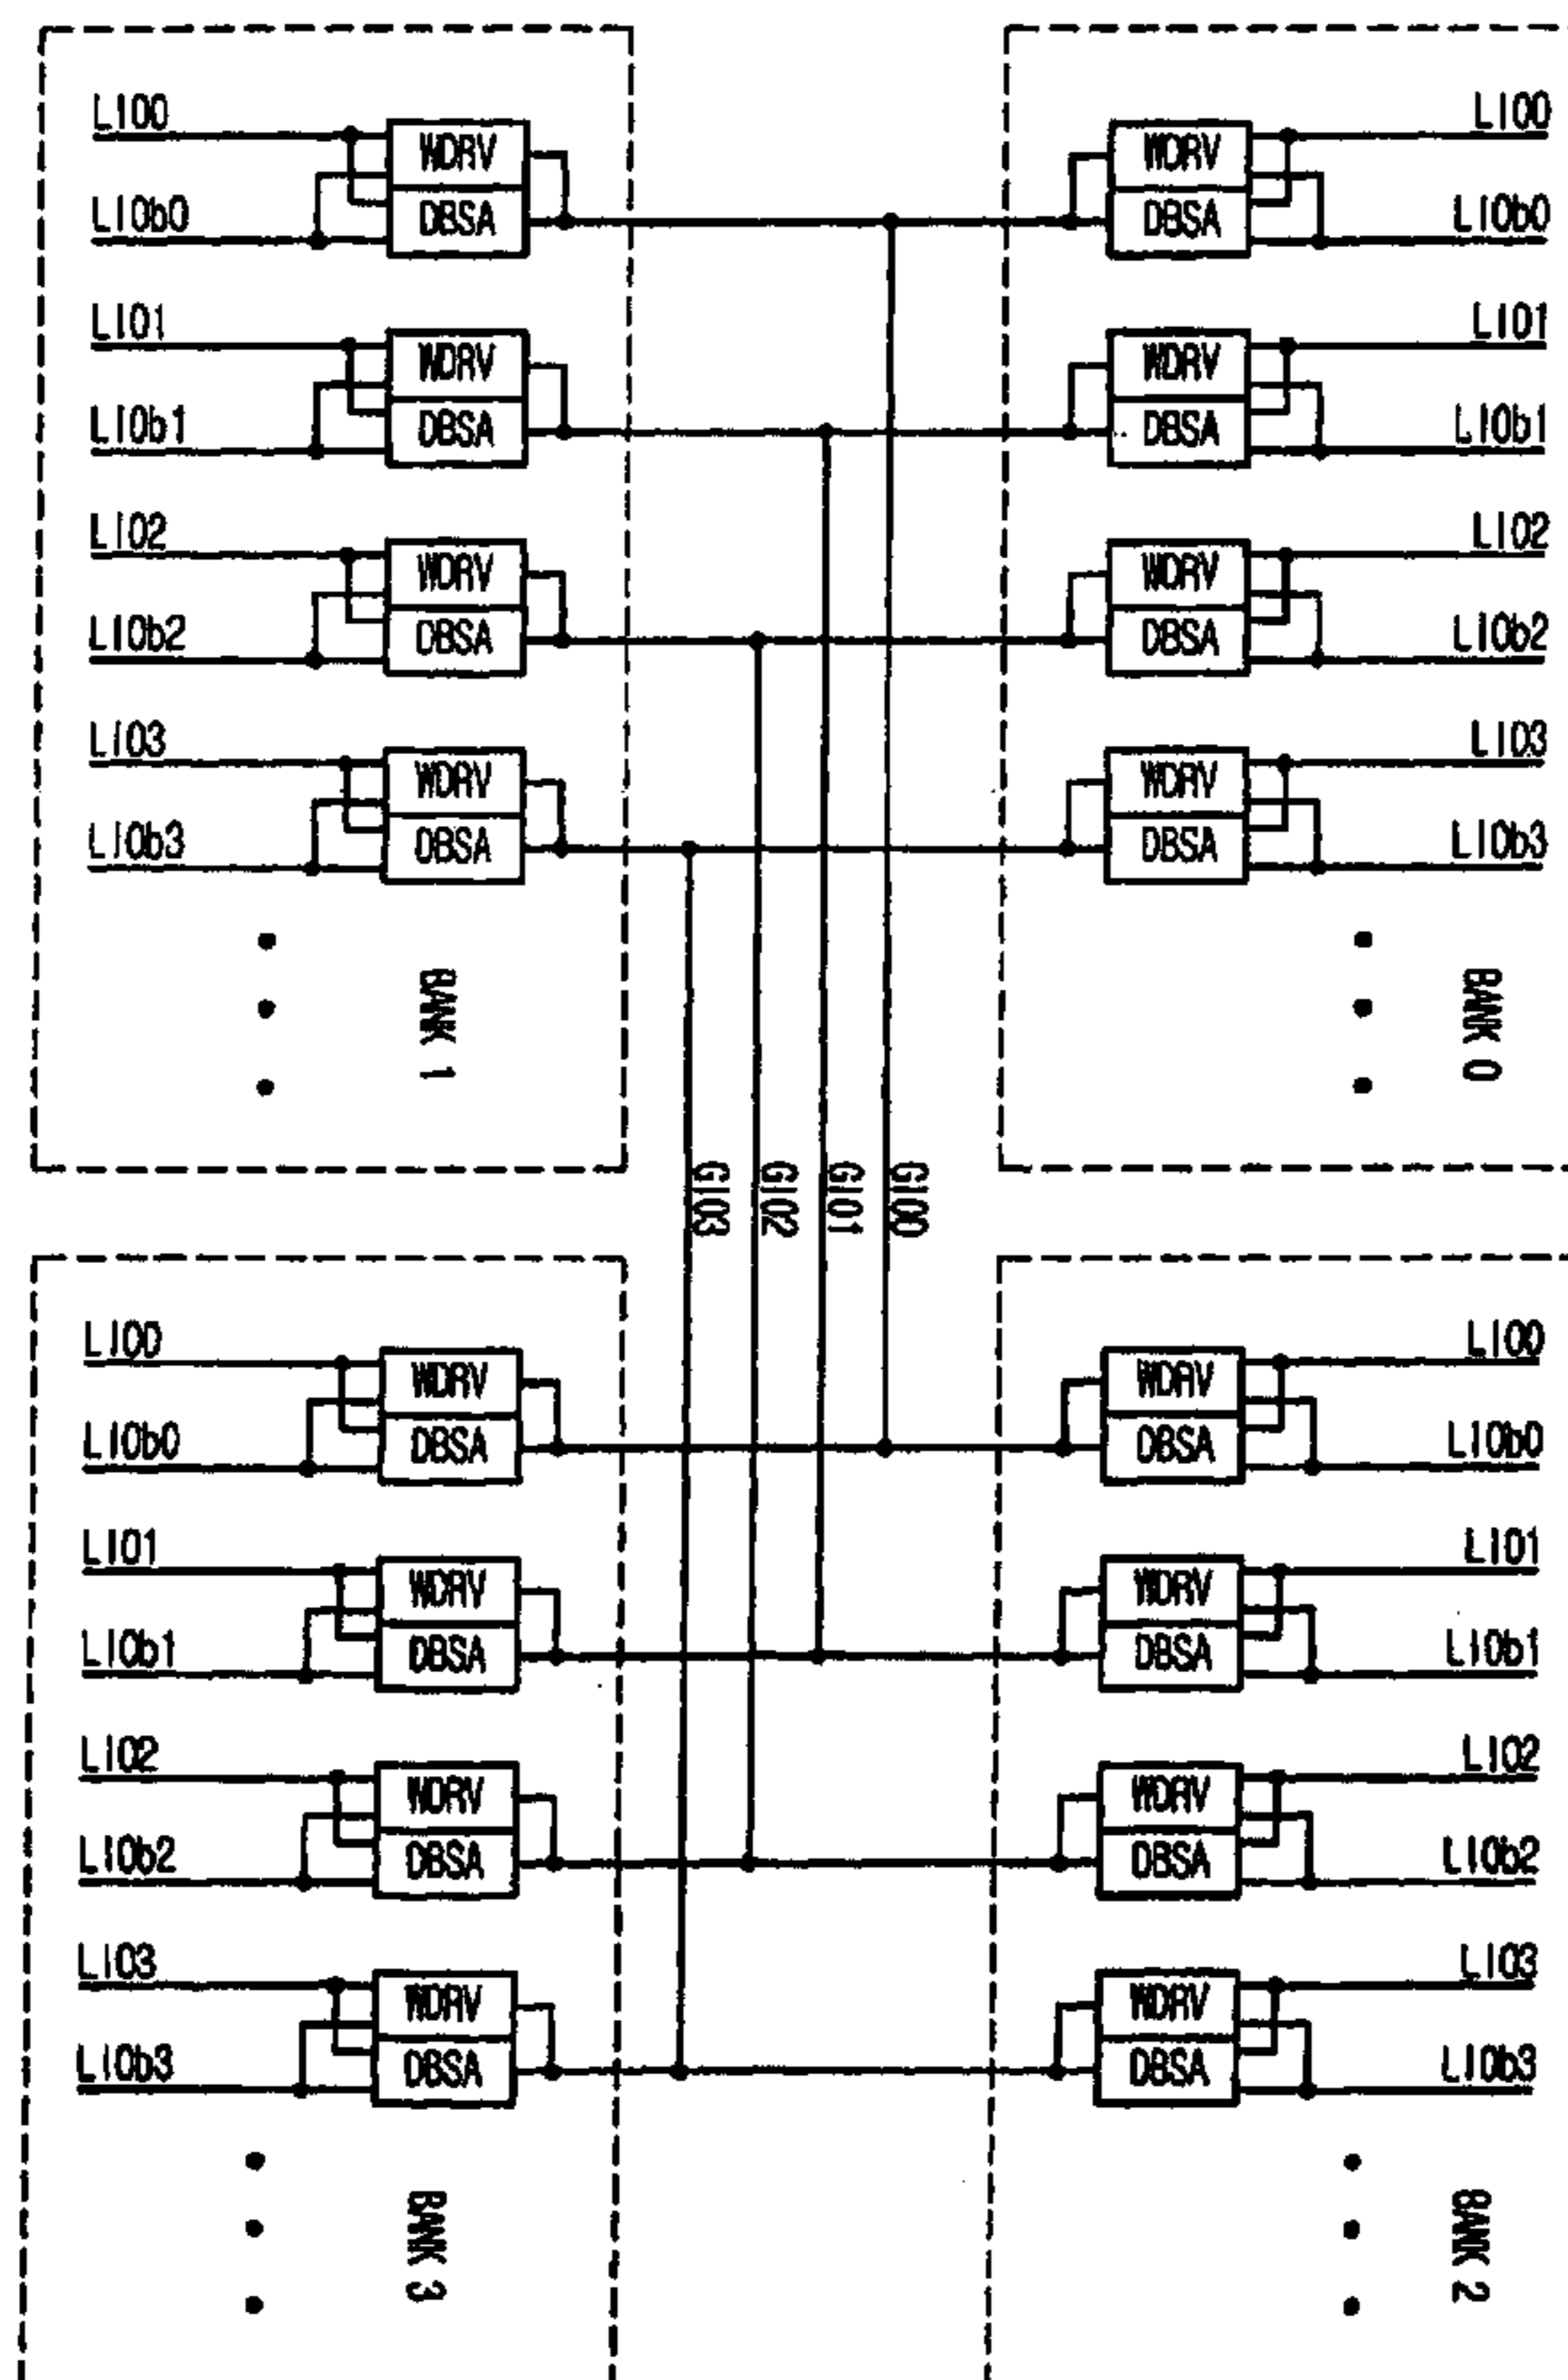 LIO0 WDRV LIO0
LIOb0 DBSA WDRV DBSA LIOb0
LIO1 WDRV WDRV LIO1
LIOb1 DBSA DBSA LIOb1
LIO2 WDRV WDRV LIO2
LIOb2 DBSA DBSA LIOb2
LIO3 WDRV WDRV LIO3
LIOb3 DBSA DBSA LIOb3
BANK 1
BANK 0
GIO3
GIO2
GIO1
GIO0
LIO0 WDRV WDRV LIO0
LIOb0 DBSA DBSA LIOb0
LIO1 WDRV WDRV LIO1
LIOb1 DBSA DBSA LIOb1
LIO2 WDRV WDRV LIO2
LIOb2 DBSA DBSA LIOb2
LIO3 WDRV WDRV LIO3
LIOb3 DBSA DBSA LIOb3
BANK 3
BANK 2